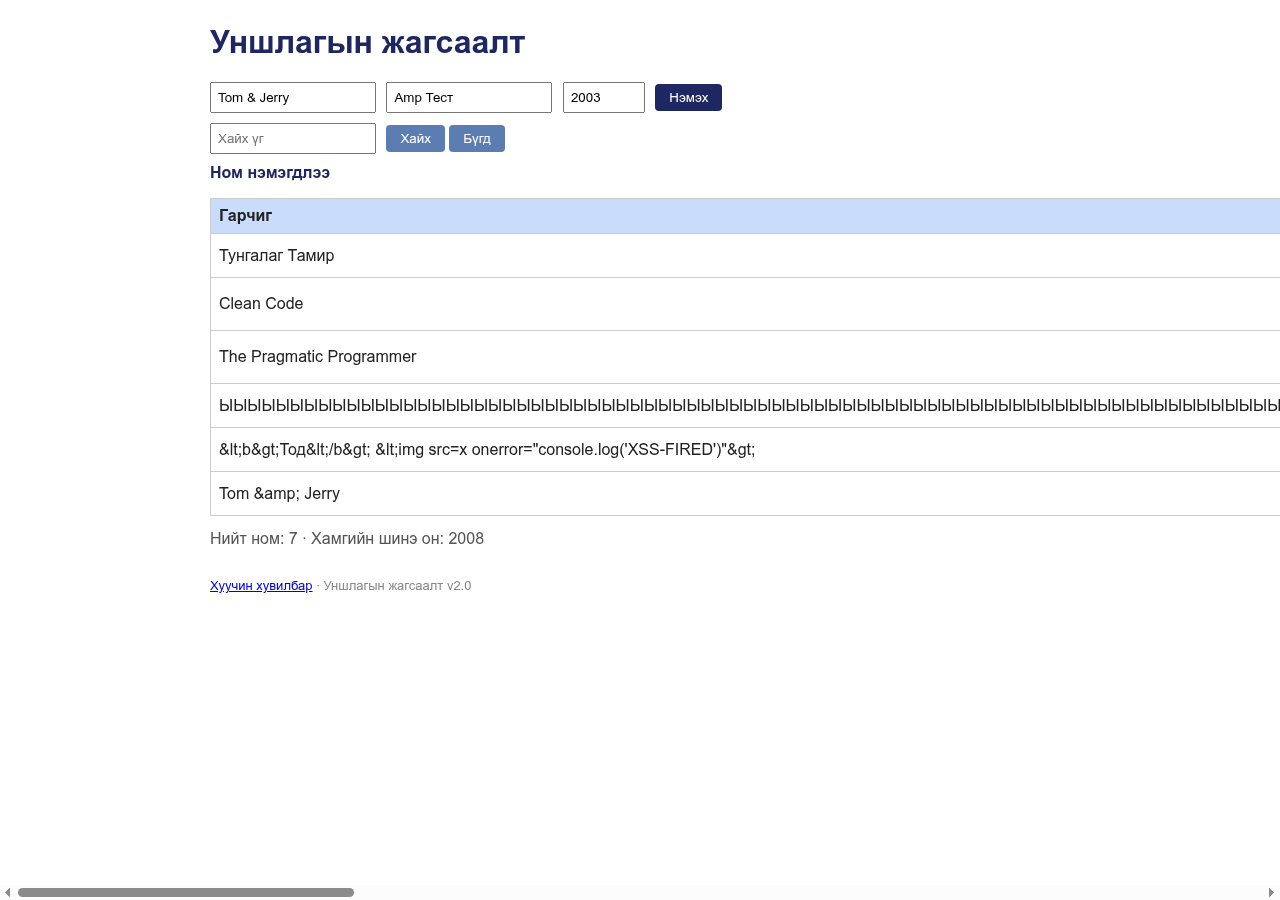 Уншлагын жагсаалт
Tom & Jerry Amp Тест 2003 Нэмэх
Хайх үг Хайх Бүгд
Ном нэмэгдлээ
Гарчиг
Тунгалаг Тамир
Clean Code
The Pragmatic Programmer
ЫЫЫЫЫЫЫЫЫЫЫЫЫЫЫЫЫЫЫЫЫЫЫЫЫЫЫЫЫЫЫЫЫЫЫЫЫЫЫЫЫЫЫЫЫЫЫЫЫЫЫЫЫЫЫЫЫЫЫЫЫЫЫЫЫЫЫЫЫЫЫЫЫЫЫ
&lt;b&gt;Тод&lt;/b&gt; &lt;img src=x onerror="console.log('XSS-FIRED')"&gt;
Tom &amp; Jerry
Нийт ном: 7 · Хамгийн шинэ он: 2008
Хуучин хувилбар · Уншлагын жагсаалт v2.0